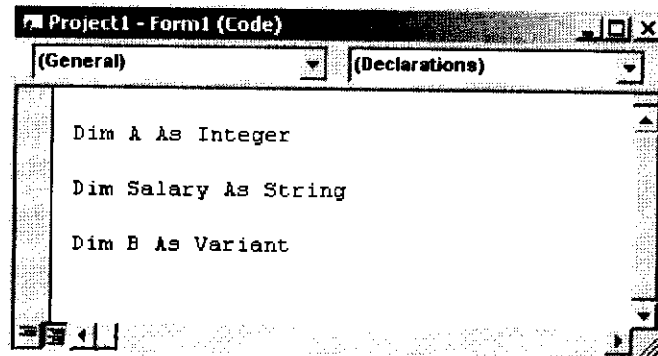 Project1 - Form1 (Code)
(General) (Declarations)
Dim A As Integer
Dim Salary As String
Dim B As Variant